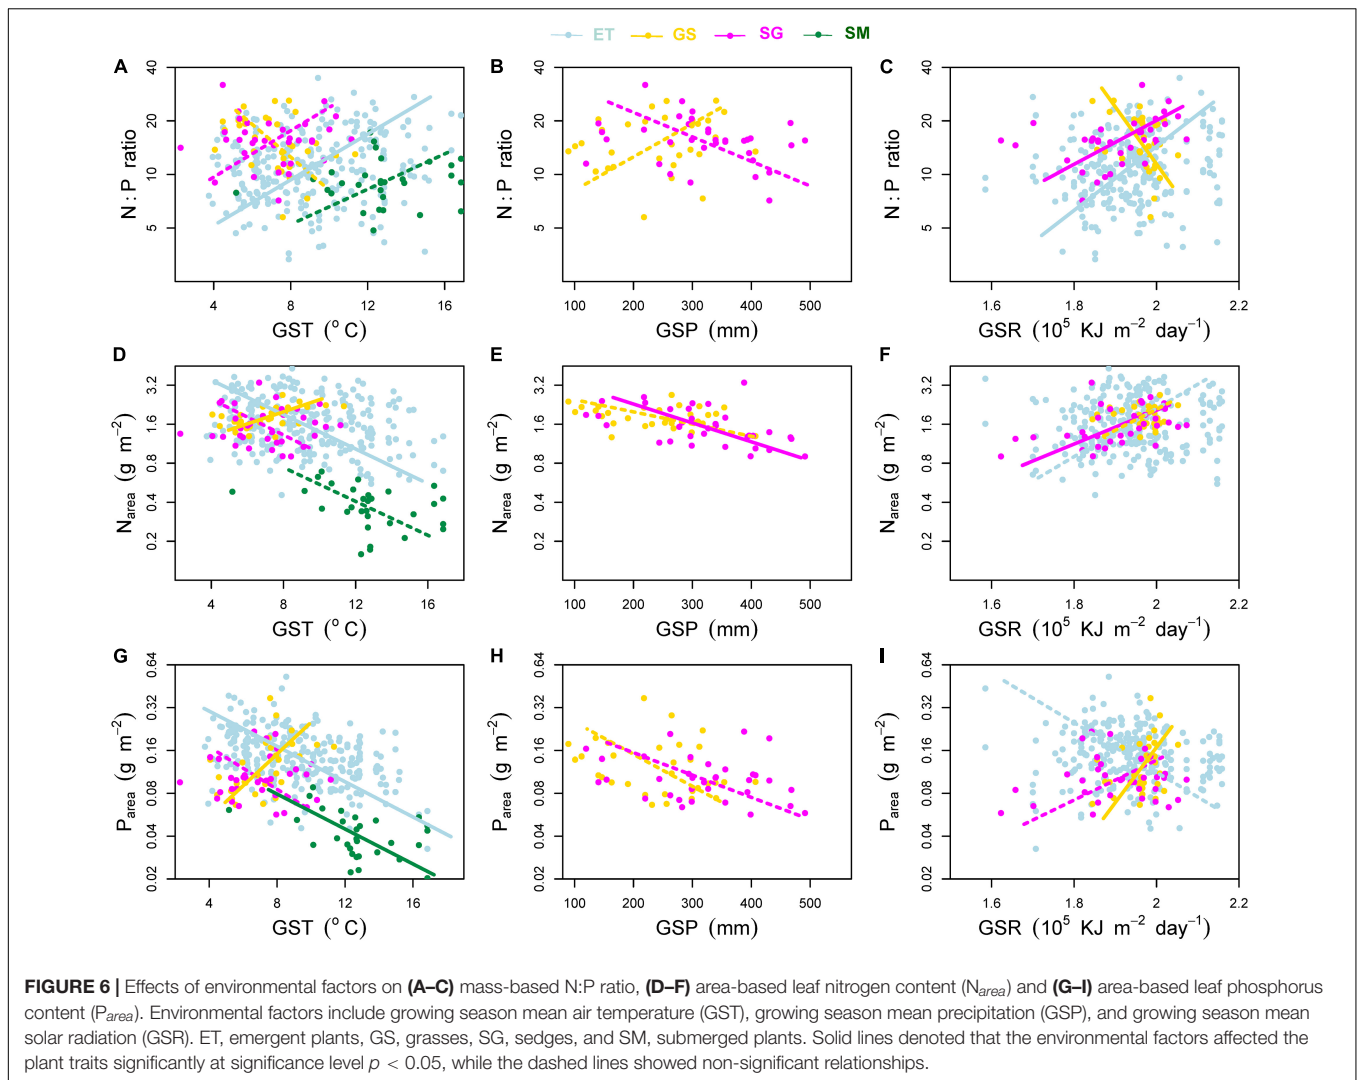 ET GS SG SM
A B C
40 20 10 5
N : P ratio
4 8 12 16
GST (° C)
40 20 10 5
N : P ratio
100 200 300 400 500
GSP (mm)
40 20 10 5
N : P ratio
1.6 1.8 2 2.2
GSR (10⁵ KJ m⁻² day⁻¹)
D E F
3.2 1.6 0.8 0.4 0.2
Narea (g m⁻²)
4 8 12 16
GST (° C)
3.2 1.6 0.8 0.4 0.2
Narea (g m⁻²)
100 200 300 400 500
GSP (mm)
3.2 1.6 0.8 0.4 0.2
Narea (g m⁻²)
1.6 1.8 2 2.2
GSR (10⁵ KJ m⁻² day⁻¹)
G H I
0.64 0.32 0.16 0.08 0.04 0.02
Parea (g m⁻²)
4 8 12 16
GST (° C)
0.64 0.32 0.16 0.08 0.04 0.02
Parea (g m⁻²)
100 200 300 400 500
GSP (mm)
0.64 0.32 0.16 0.08 0.04 0.02
Parea (g m⁻²)
1.6 1.8 2 2.2
GSR (10⁵ KJ m⁻² day⁻¹)
FIGURE 6 | Effects of environmental factors on (A–C) mass-based N:P ratio, (D–F) area-based leaf nitrogen content (Narea) and (G–I) area-based leaf phosphorus
content (Parea). Environmental factors include growing season mean air temperature (GST), growing season mean precipitation (GSP), and growing season mean
solar radiation (GSR). ET, emergent plants, GS, grasses, SG, sedges, and SM, submerged plants. Solid lines denoted that the environmental factors affected the
plant traits significantly at significance level p < 0.05, while the dashed lines showed non-significant relationships.